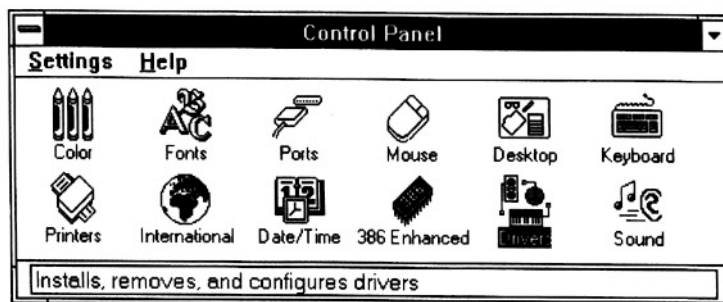 Control Panel
Settings Help
Color Fonts Ports Mouse Desktop Keyboard
Printers International Date/Time 386 Enhanced Drivers Sound
Installs, removes, and configures drivers